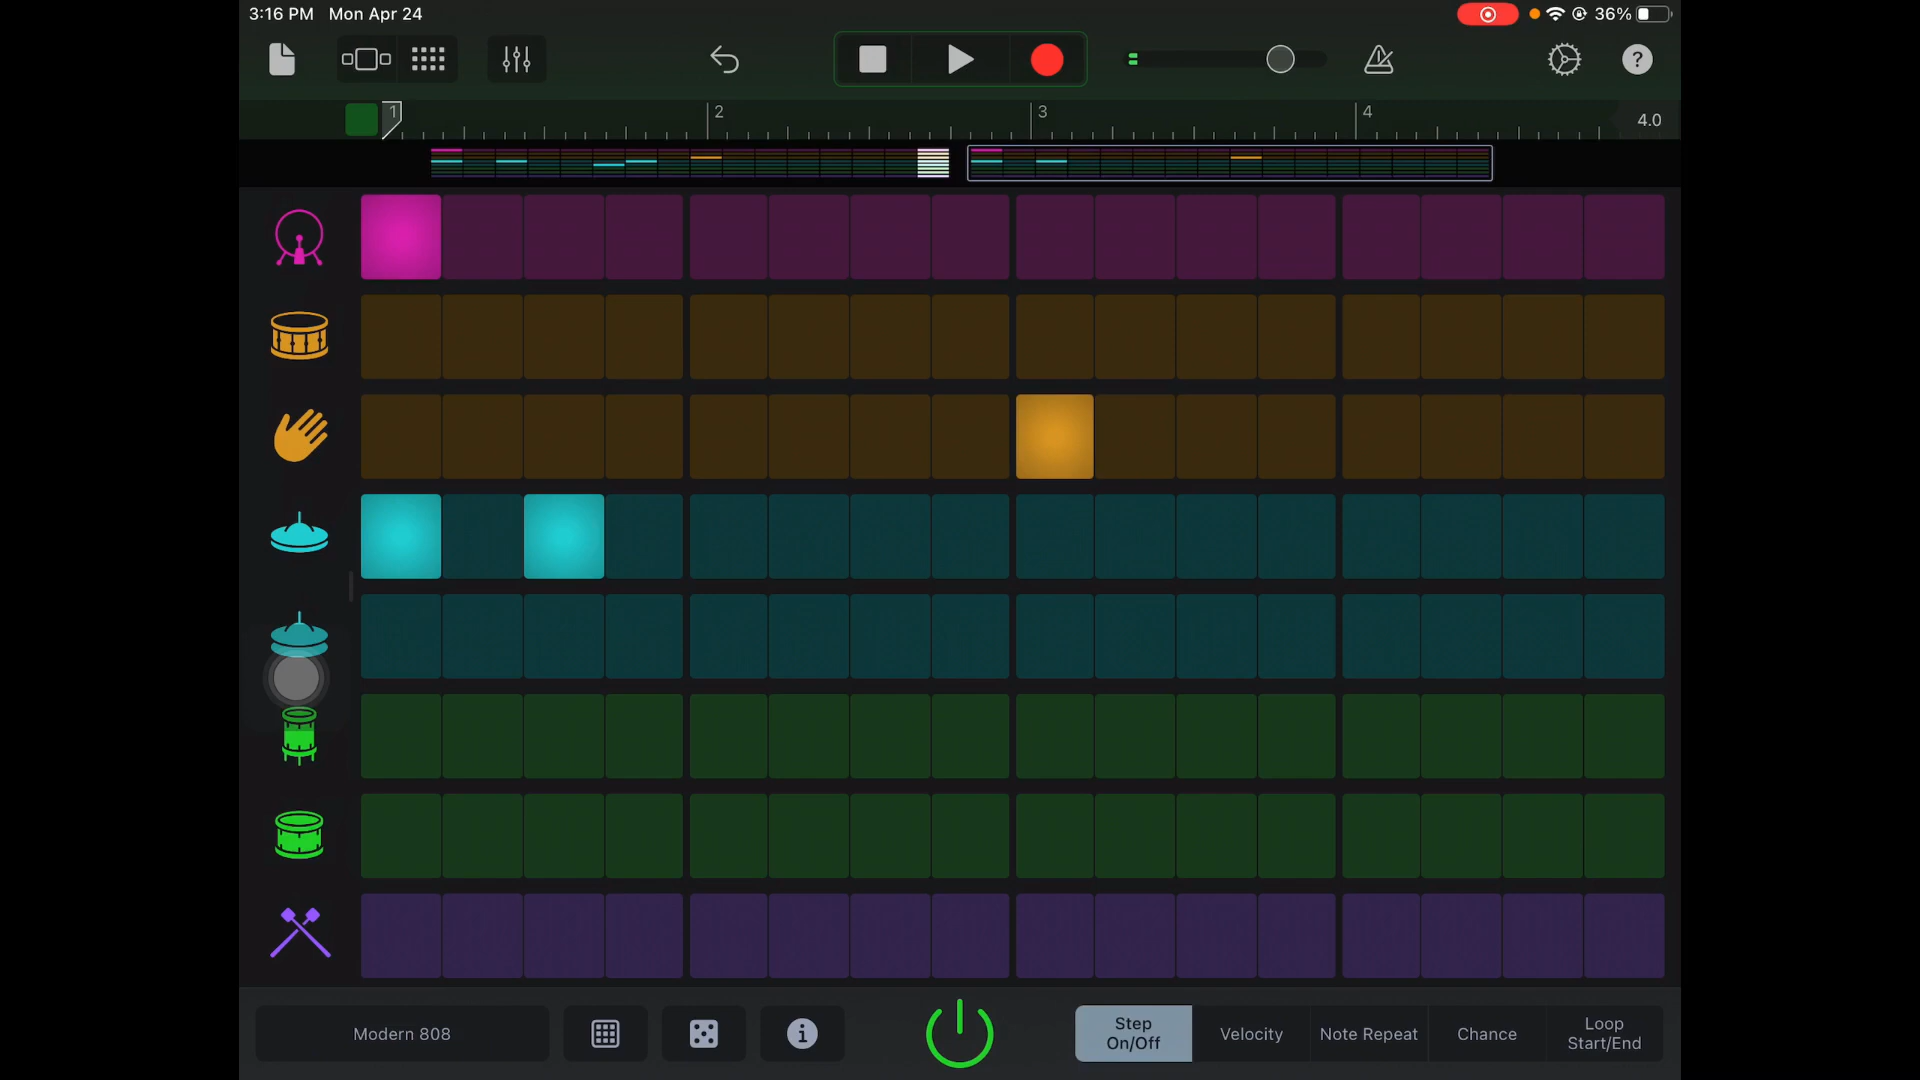 3:16 PM Mon Apr 24
36%
?
1 2 3 4 4.0
Modern 808
Step
On/Off
Velocity
Note Repeat
Chance
Loop
Start/End